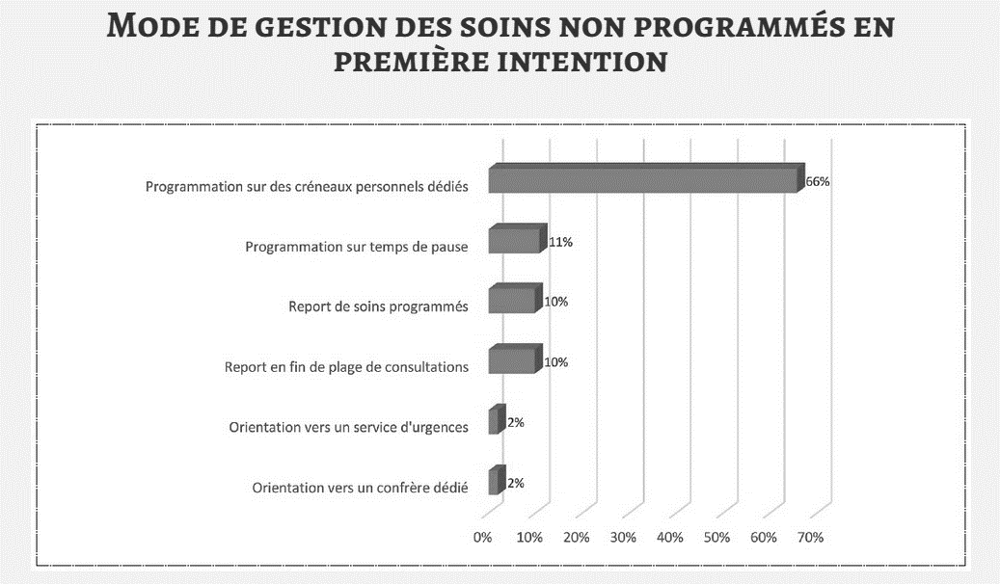 Mode de gestion des soins non programmés en
première intention
Programmation sur des créneaux personnels dédiés
66%
Programmation sur temps de pause
11%
Report de soins programmés
10%
Report en fin de plage de consultations
10%
Orientation vers un service d'urgences
2%
Orientation vers un confrère dédié
2%
0% 10% 20% 30% 40% 50% 60% 70%